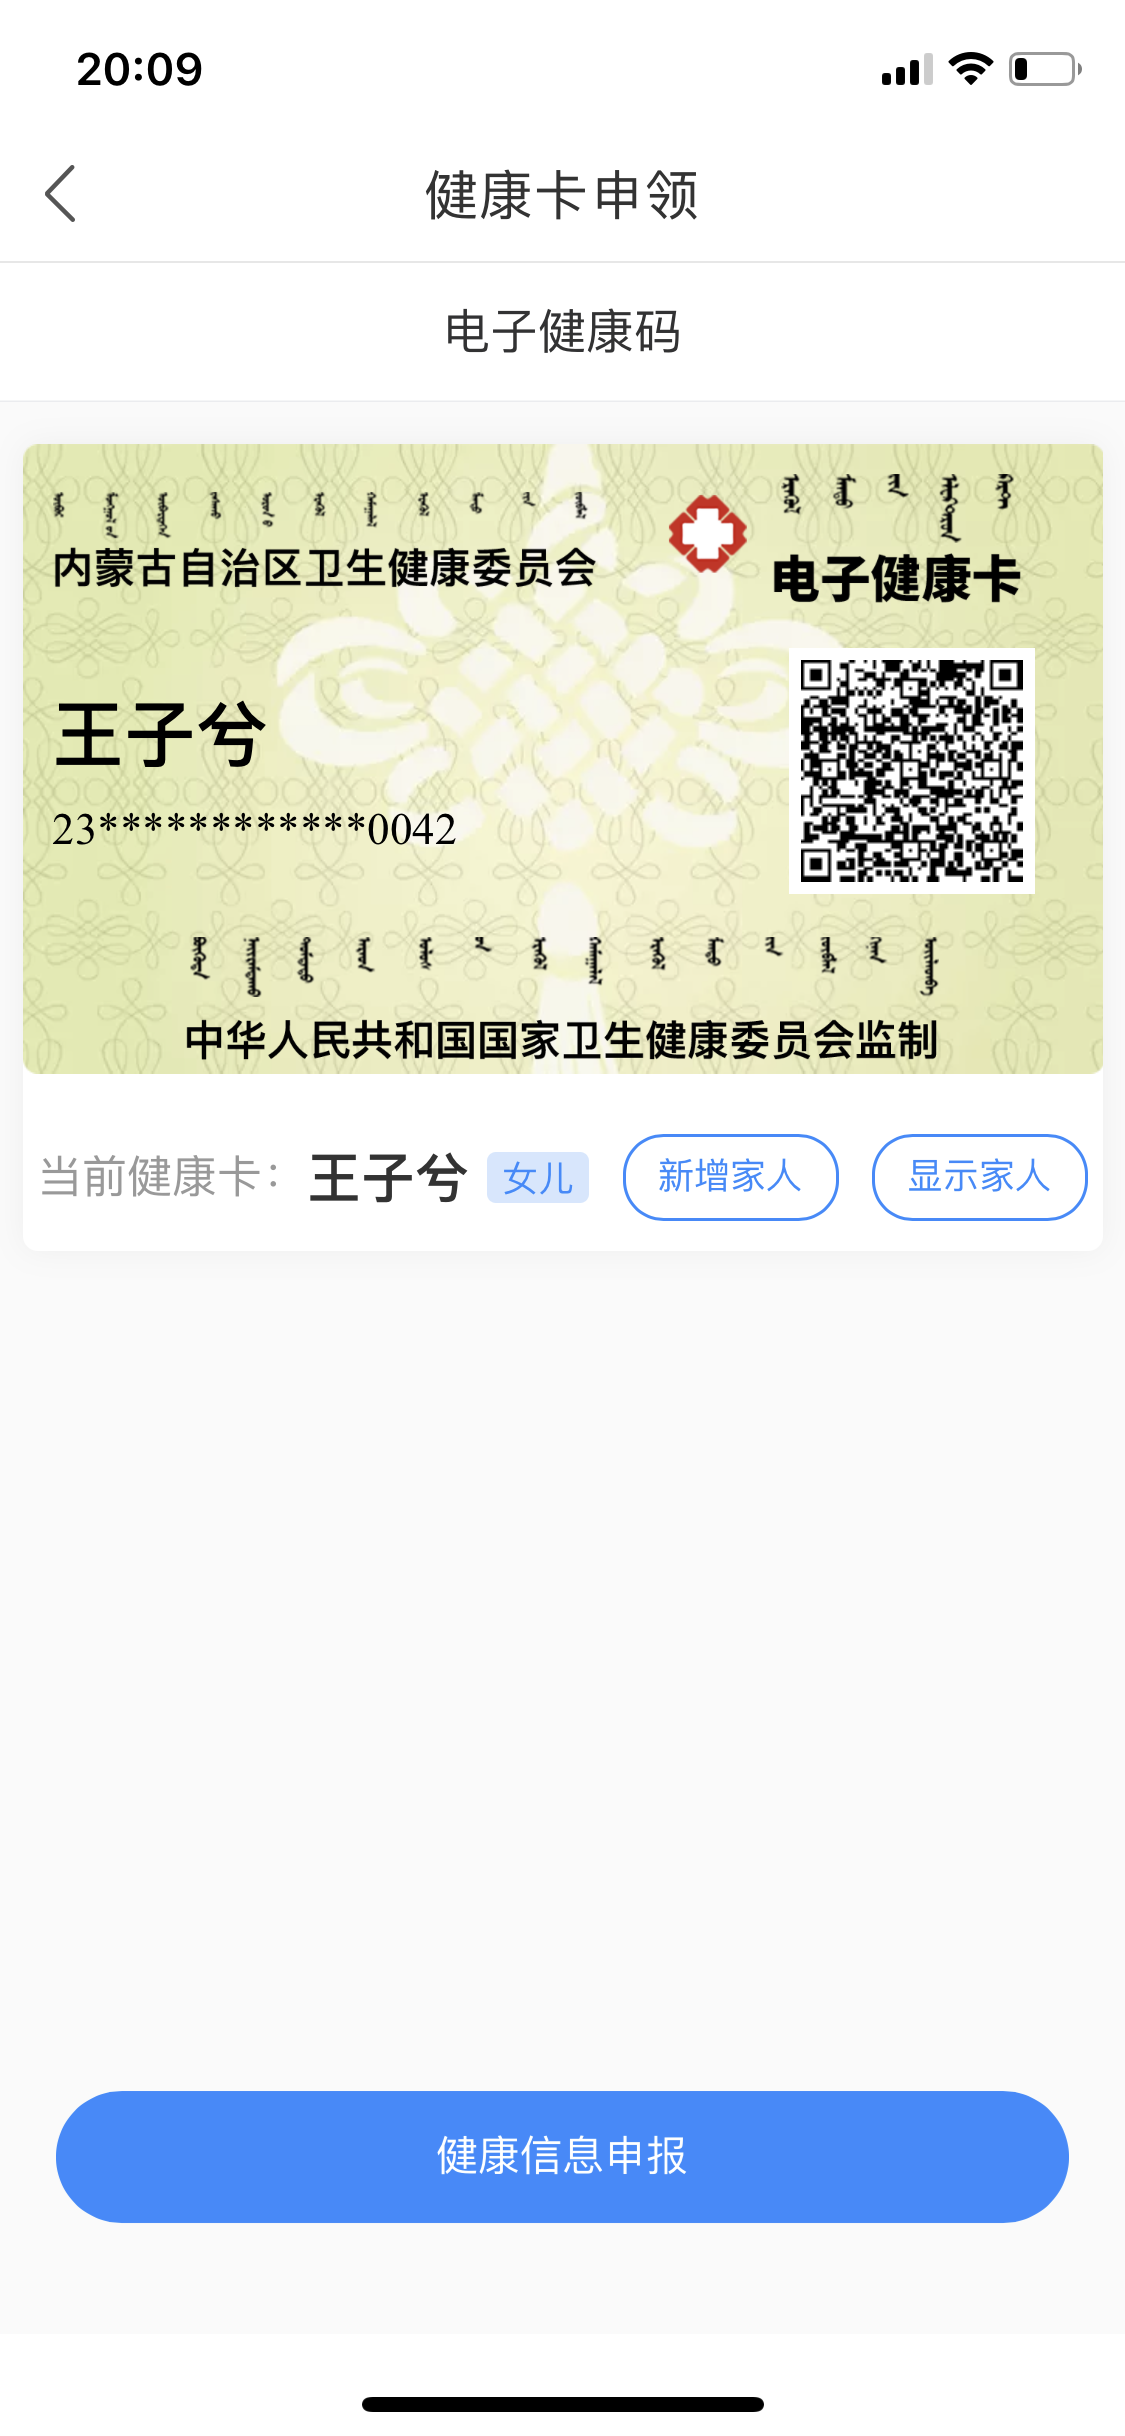 20:09
健康卡申领
电子健康码
内蒙古自治区卫生健康委员会
电子健康卡
王子兮
23************0042
中华人民共和国国家卫生健康委员会监制
当前健康卡：王子兮 女儿 新增家人 显示家人
健康信息申报